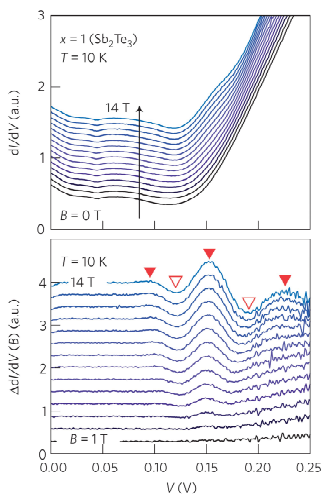 3
x = 1 (Sb₂Te₃)
T = 10 K
14 T
2
dI/dV (a.u.)
1
B = 0 T
0
T = 10 K
4
14 T
3
ΔdI/dV (B) (a.u.)
2
1
B = 1 T
0
0.00 0.05 0.10 0.15 0.20 0.25
V (V)